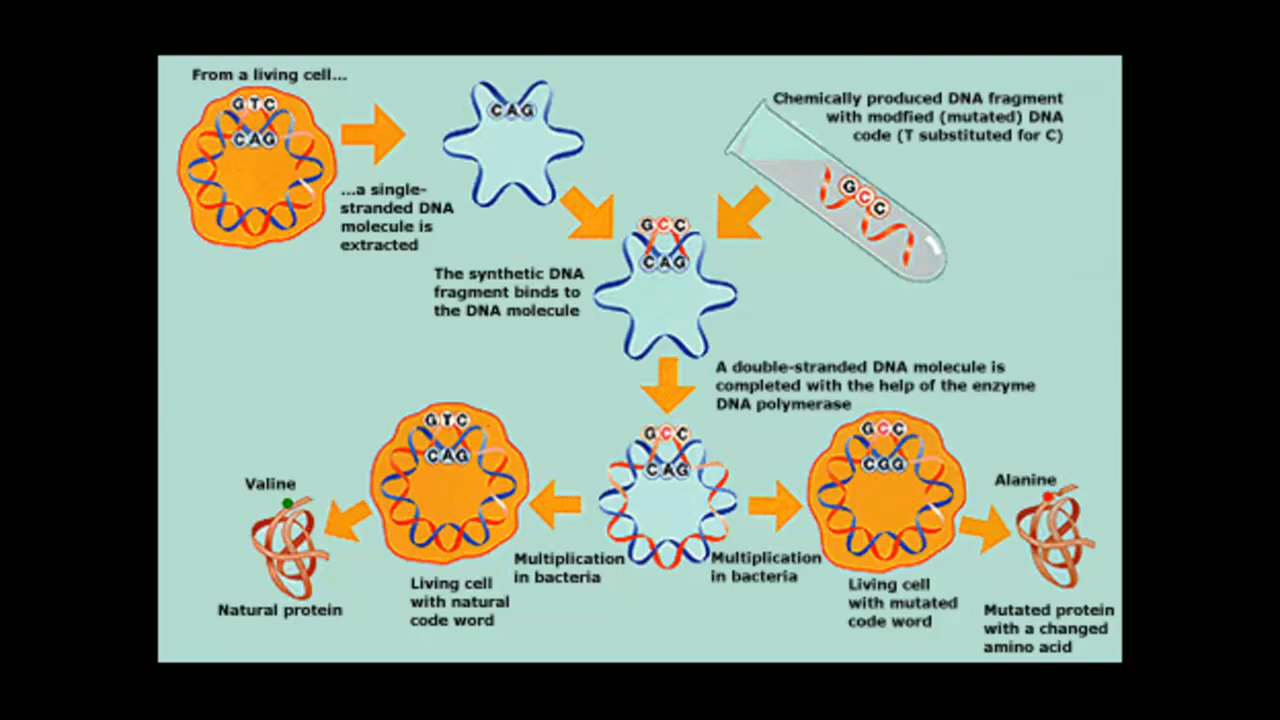 From a living cell...
GTC
CAG
...a single-
stranded DNA
molecule is
extracted
CAG
Chemically produced DNA fragment
with modfied (mutated) DNA
code (T substituted for C)
GCC
The synthetic DNA
fragment binds to
the DNA molecule
GCC
CAG
A double-stranded DNA molecule is
completed with the help of the enzyme
DNA polymerase
Valine
Natural protein
GTC
CAG
Living cell
with natural
code word
Multiplication
in bacteria
GCC
CAG
Multiplication
in bacteria
GCC
CGG
Living cell
with mutated
code word
Alanine
Mutated protein
with a changed
amino acid